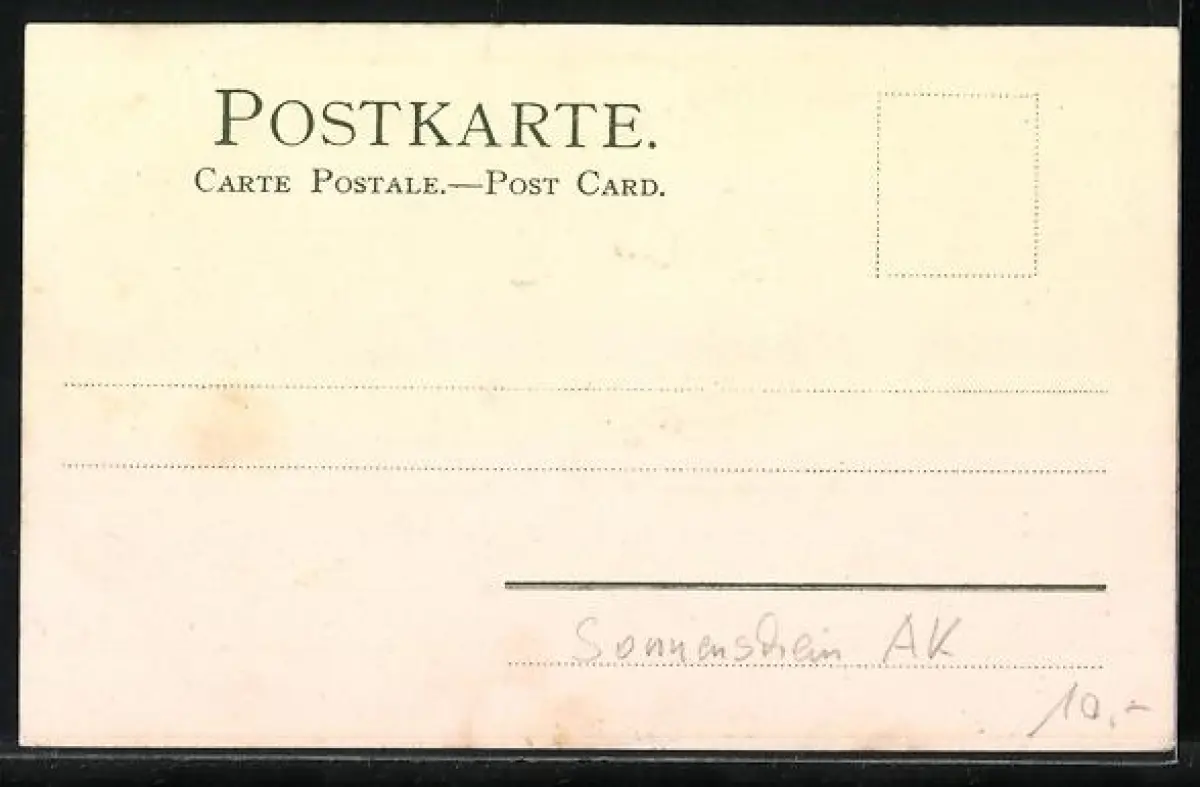 POSTKARTE.
CARTE POSTALE.—POST CARD.
Sonnenschein AK
10,-